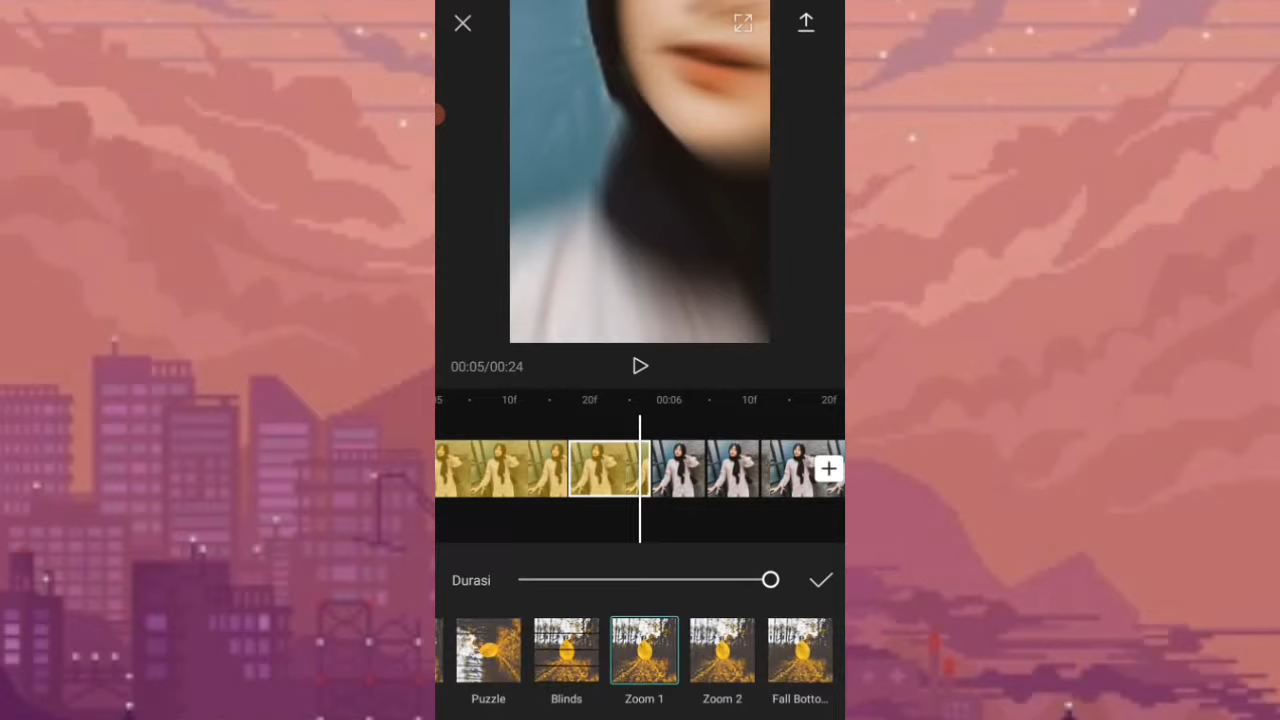 00:05/00:24
5 10f 20f 00:06 10f 20f
Durasi
Puzzle Blinds Zoom 1 Zoom 2 Fall Botto...